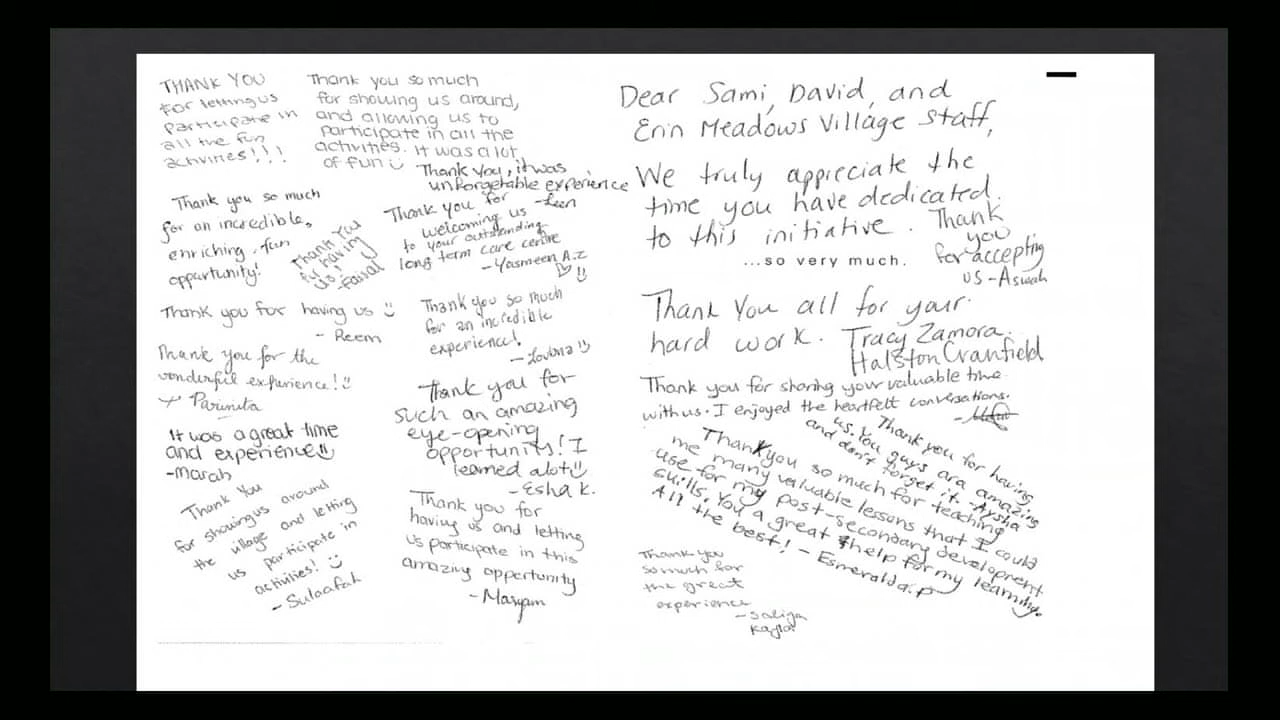 THANK YOU
for letting us
participate in
all the fun
activities!!!
Thank you so much
for showing us around,
and allowing us to
participate in all the
activities. It was a lot
of fun
Thank you, it was
unforgetable experience
Thank you so much
for an incredible,
enriching, fun
oppartunity!
Thank you
for having
us!
-Faisal
Thank you for
welcoming us
to your outstanding
long term care centre
-Yasmeen A.Z
Thank you for having us
- Reem
Thank you so much
for an incredible
experience!
Thank you for the
wonderful experience!
Parinita
It was a great time
and experience
-marah
Thank you for
such an amazing
eye-opening
opportunity! I
learned alot
-Esha K.
Thank You
for showing us around
the village and letting
us participate in
activities!
- Sulaafah
Thank you for
having us and letting
us participate in this
amazing oppertunity
-Maryam
Dear Sami, David, and
Erin Meadows Village Staff,
We truly appreciate the
time you have dedicated
to this initiative.
...so very much.
Thank
you
for accepting
us -Aswah
Thank You all for your
hard work. Tracy Zamora.
Halston Cranfield
Thank you for sharing your valuable time
with us. I enjoyed the heartfelt conversations.
Thank you for having
us. You guys are amazing
and don't forget it. -Aysha
Thank you so much for teaching
me many valuable lessons that I could
use for my post-secondary development
skills. You a great help for my learning.
All the best! - Esmeralda.P
Thank you
so much for
the great
experience